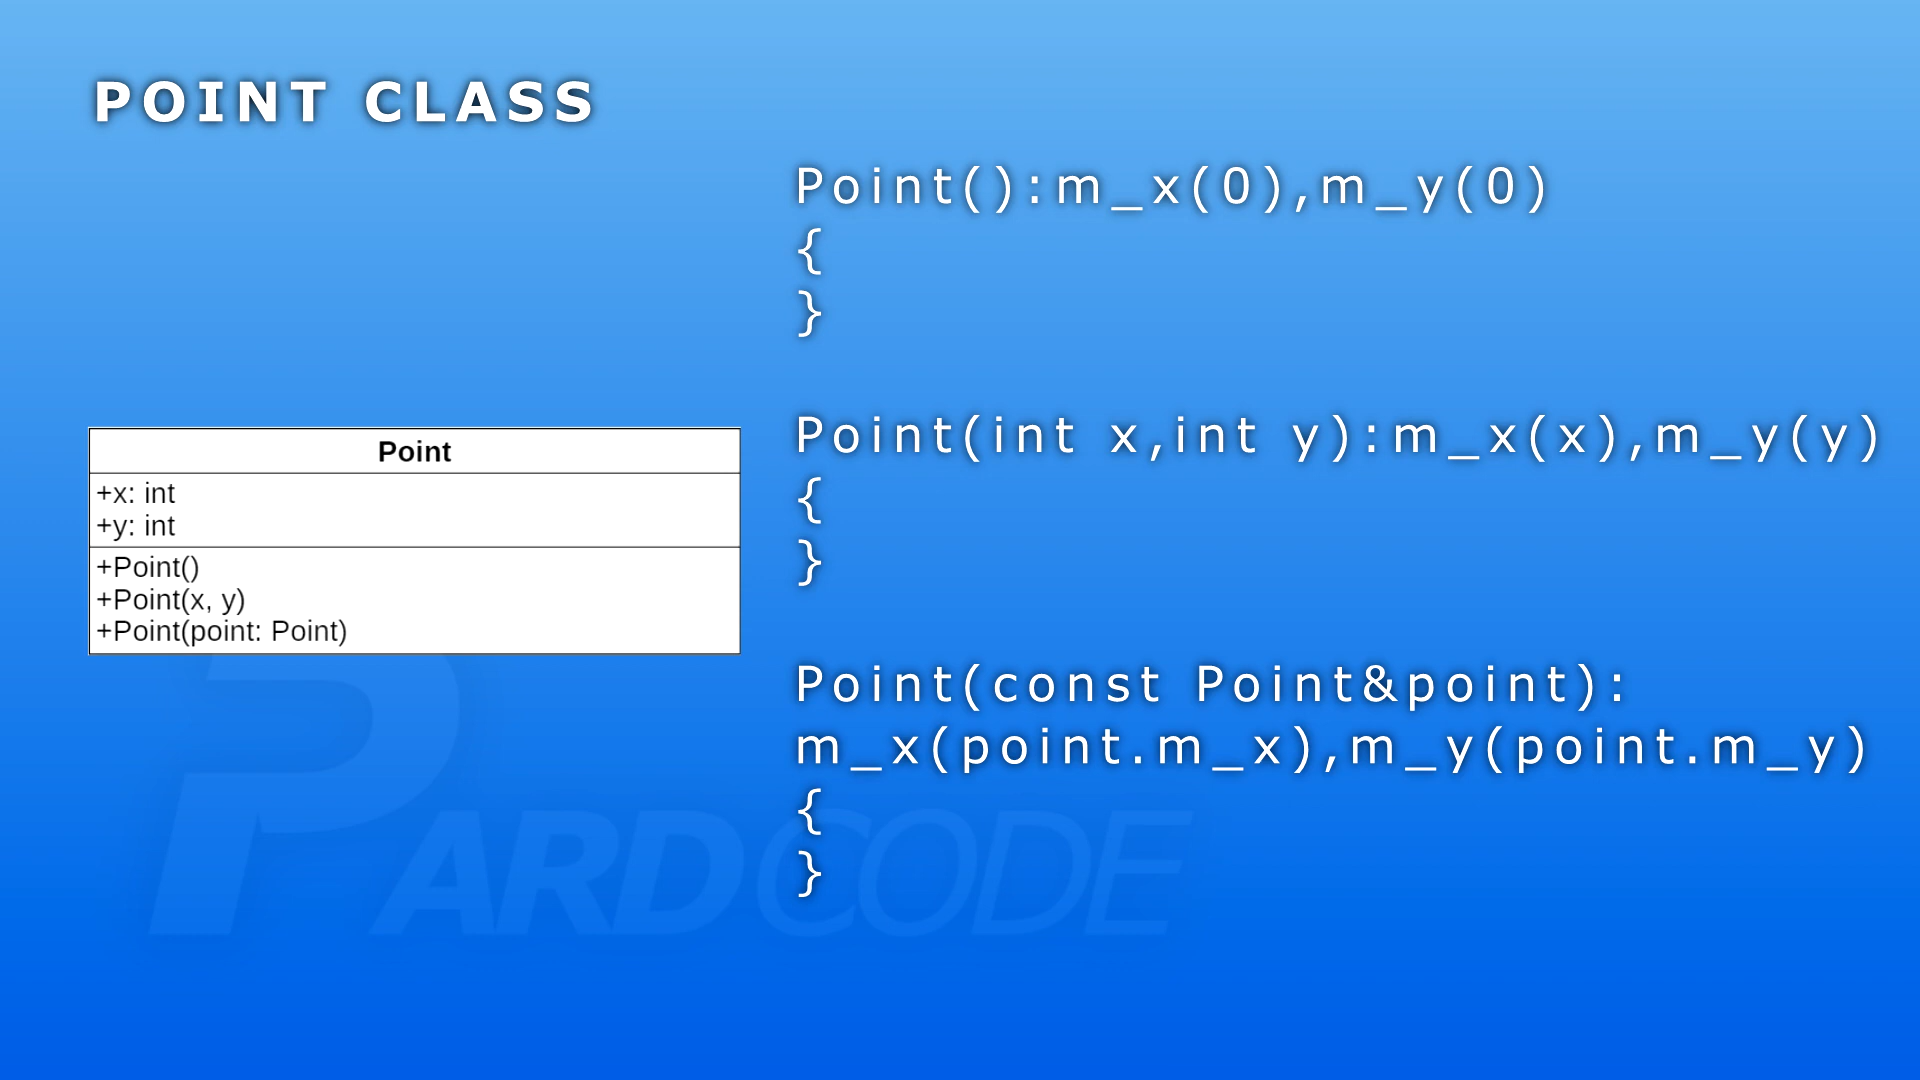 POINT CLASS
Point():m_x(0),m_y(0)
{
}
Point(int x,int y):m_x(x),m_y(y)
{
}
Point(const Point&point):
m_x(point.m_x),m_y(point.m_y)
{
}
Point
+x: int
+y: int
+Point()
+Point(x, y)
+Point(point: Point)
PARDCODE